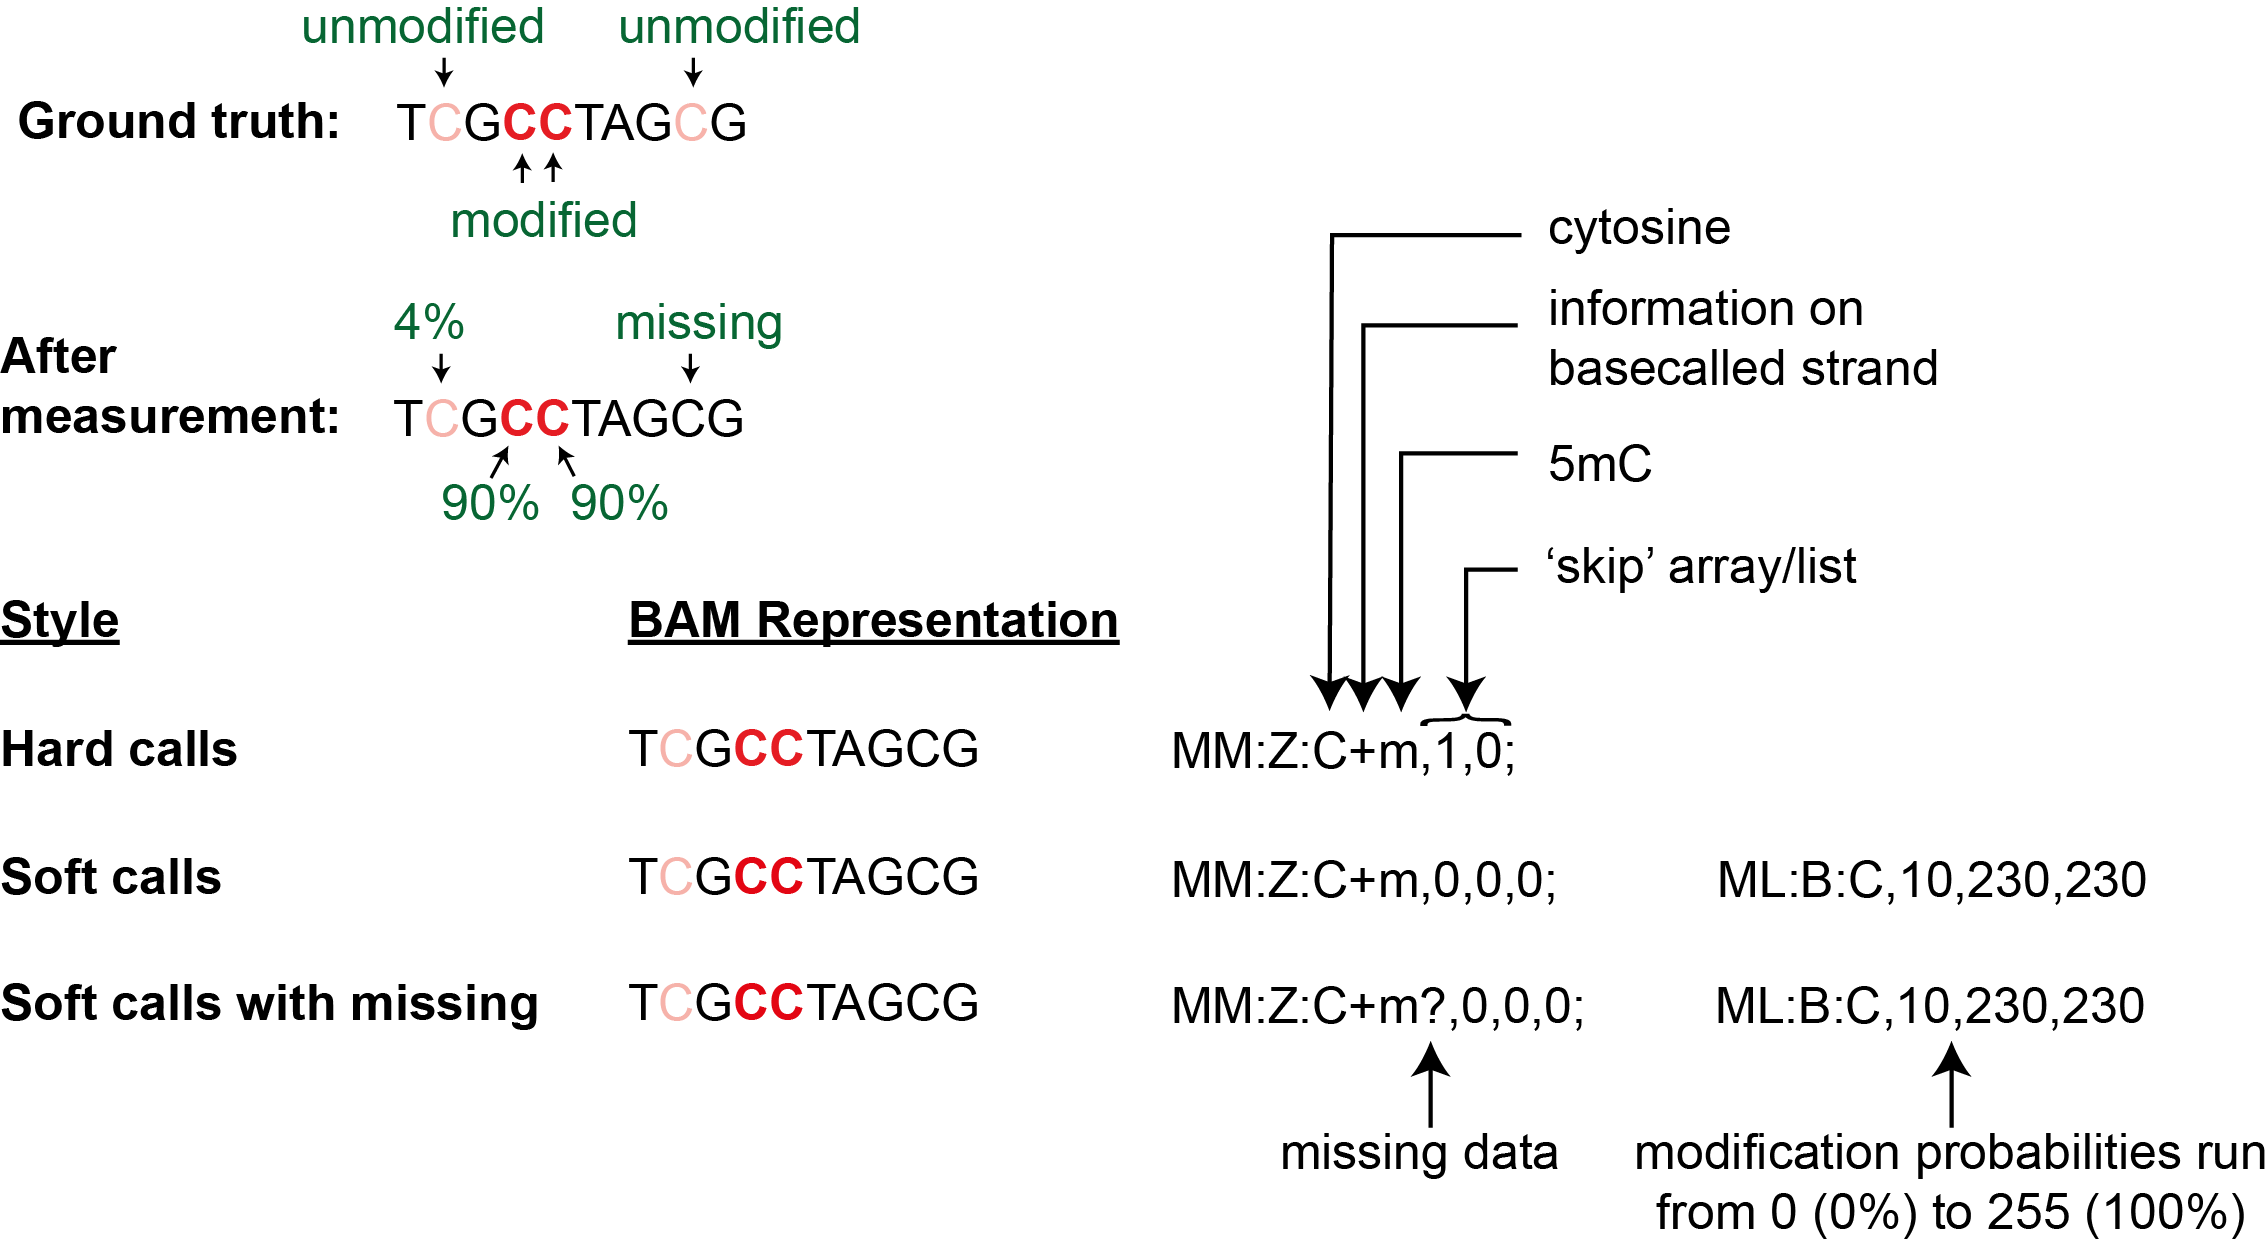 unmodified unmodified
Ground truth: TCGCCTAGCG
modified
cytosine
information on
basecalled strand
5mC
‘skip’ array/list
4% missing
After
measurement: TCGCCTAGCG
90% 90%
Style BAM Representation
Hard calls TCGCCTAGCG MM:Z:C+m,1,0;
Soft calls TCGCCTAGCG MM:Z:C+m,0,0,0; ML:B:C,10,230,230
Soft calls with missing TCGCCTAGCG MM:Z:C+m?,0,0,0; ML:B:C,10,230,230
missing data
modification probabilities run
from 0 (0%) to 255 (100%)